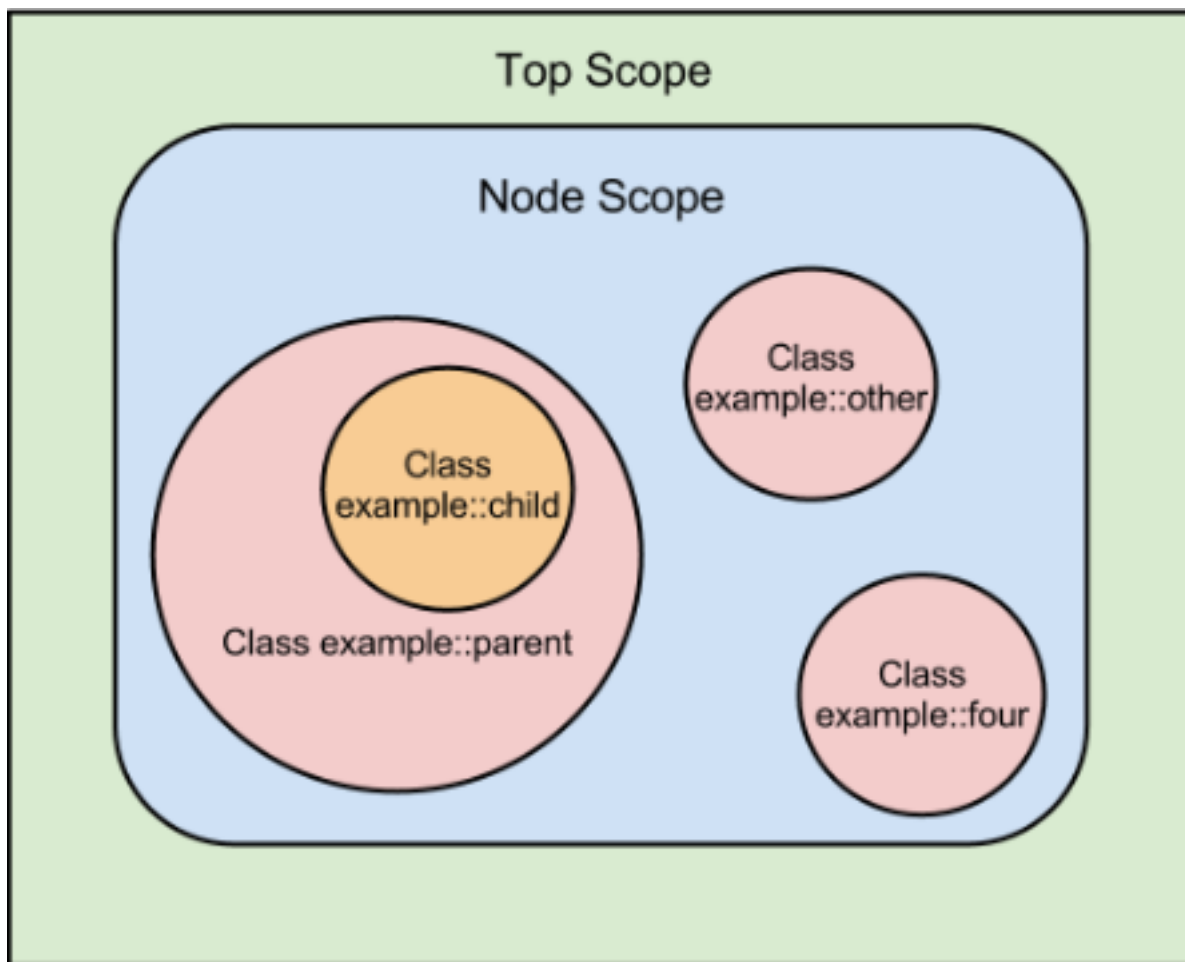 Top Scope
Node Scope
Class
example::other
Class
example::child
Class example::parent
Class
example::four